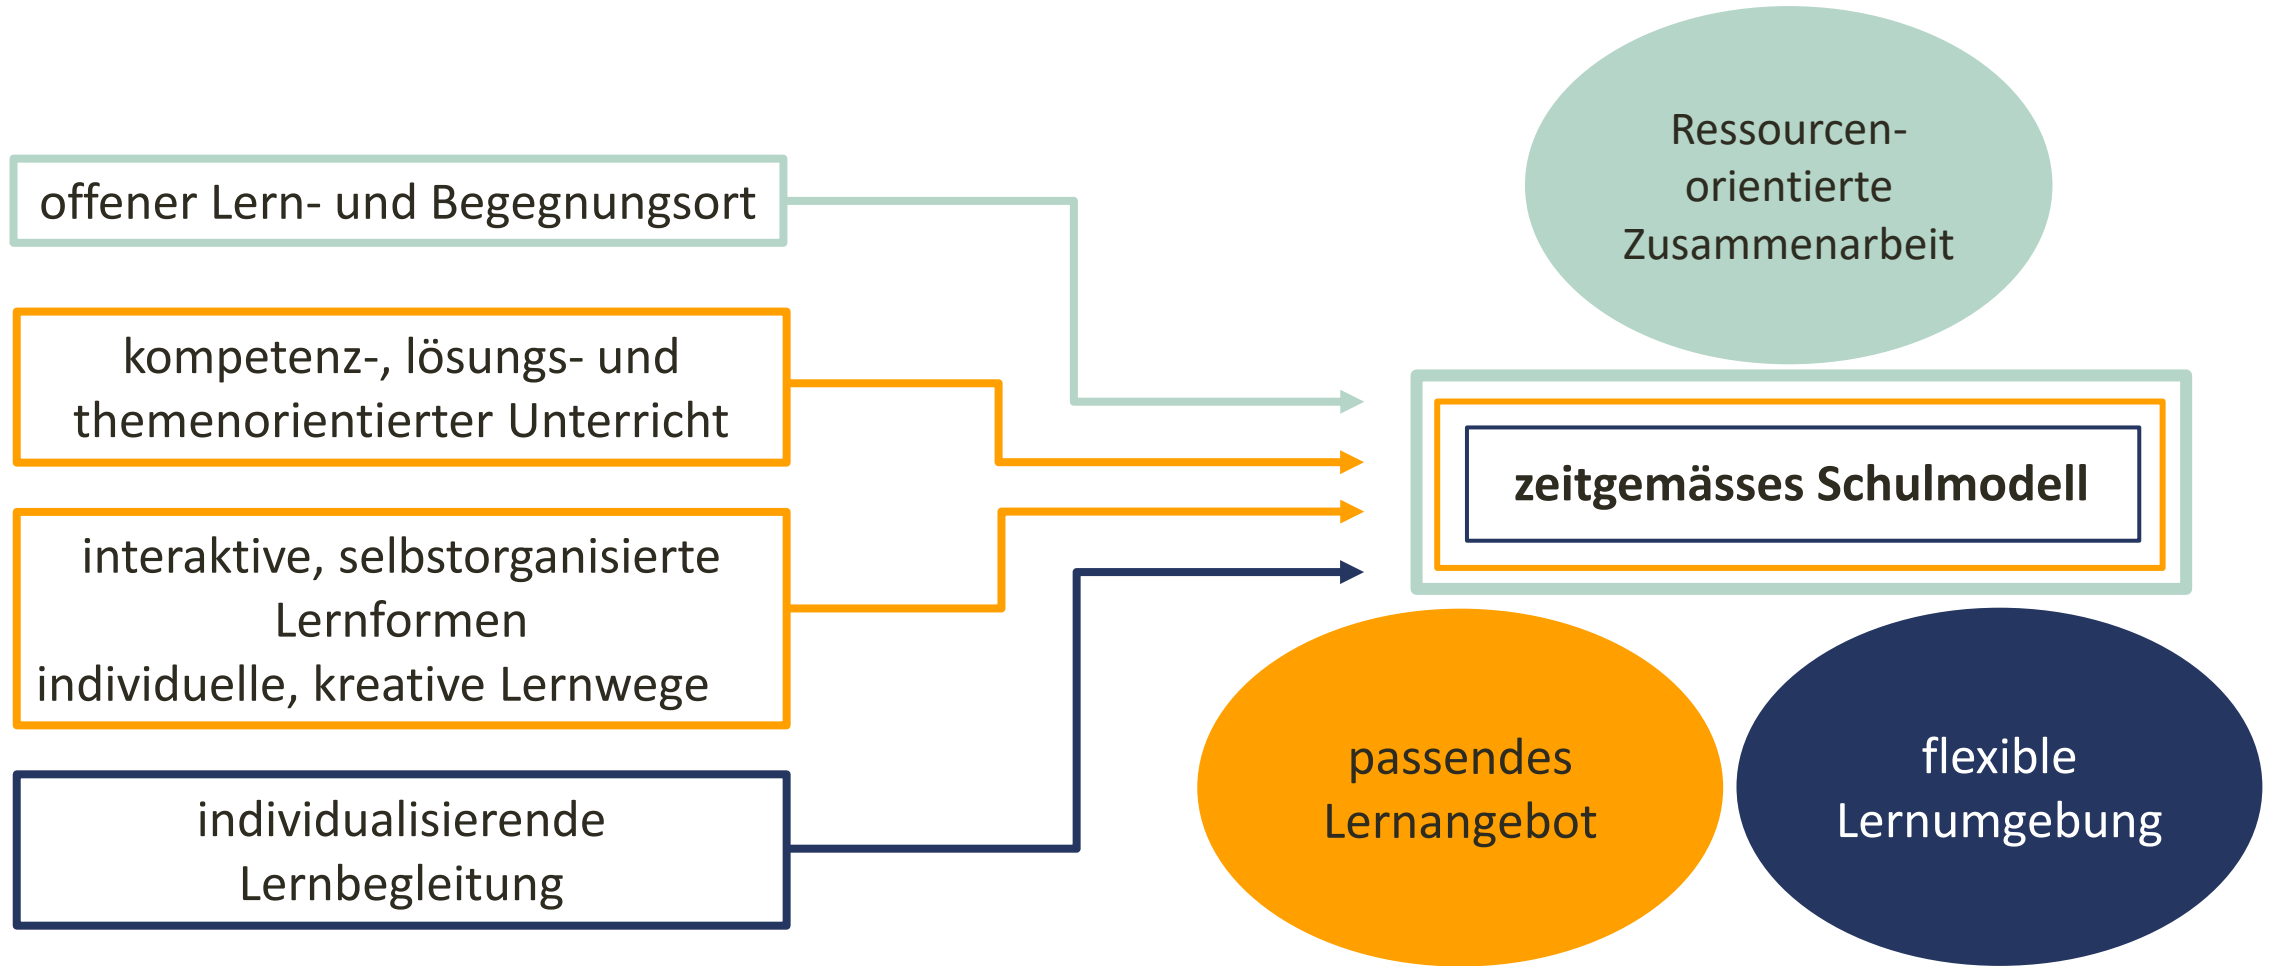 offener Lern- und Begegnungsort
kompetenz-, lösungs- und
themenorientierter Unterricht
interaktive, selbstorganisierte
Lernformen
individuelle, kreative Lernwege
individualisierende
Lernbegleitung
Ressourcen-
orientierte
Zusammenarbeit
zeitgemässes Schulmodell
passendes
Lernangebot
flexible
Lernumgebung